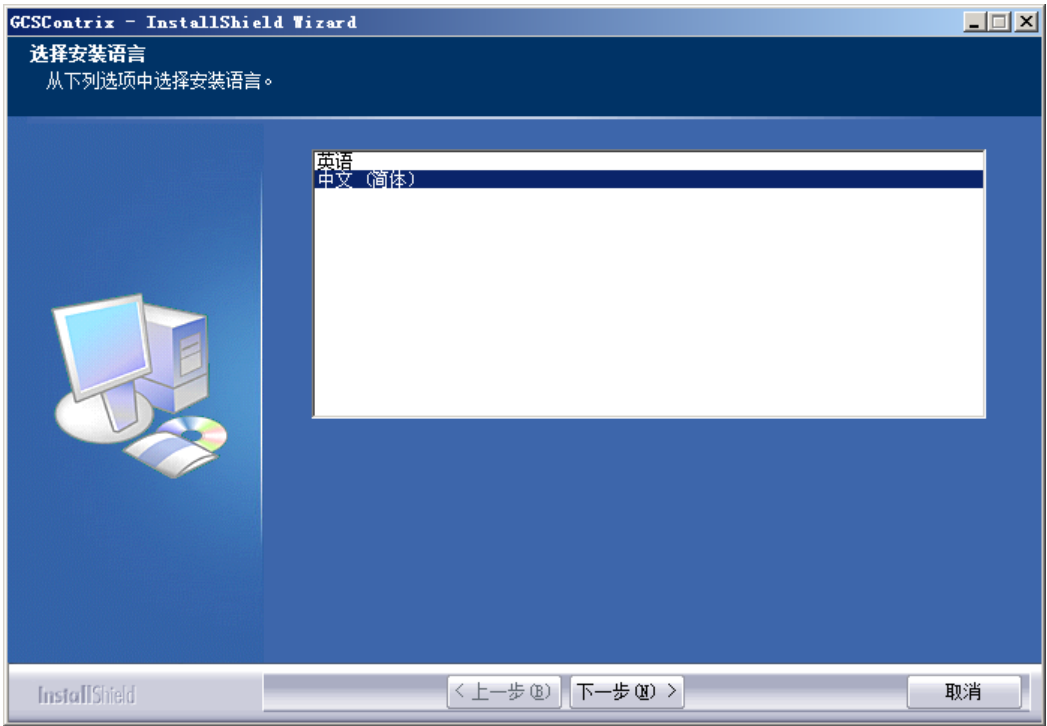 GCSContrix - InstallShield Wizard
选择安装语言
从下列选项中选择安装语言。
英语
中文（简体）
InstallShield
< 上一步(B)
下一步(N) >
取消